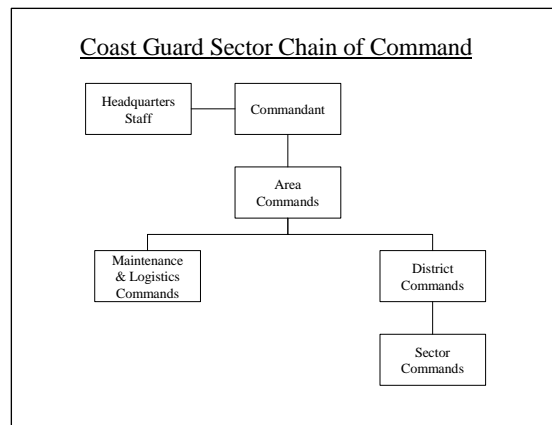 Coast Guard Sector Chain of Command
Headquarters
Staff
Commandant
Area
Commands
Maintenance
& Logistics
Commands
District
Commands
Sector
Commands